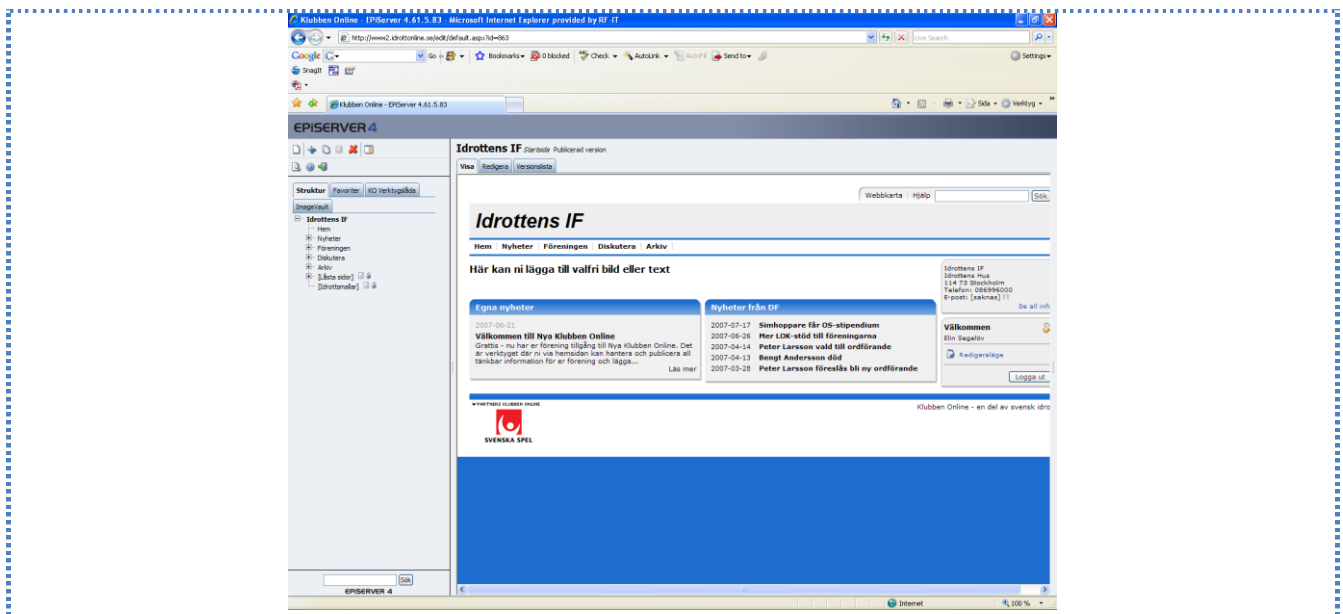 Klubben Online - EPiServer 4.61.5.83 - Microsoft Internet Explorer provided by RF-IT
http://www2.idrottonline.se/edit/default.aspx?id=863
Live Search
Google
Go
Bookmarks
0 blocked
Check
AutoLink
AutoFill
Send to
Settings
SnagIt
Klubben Online - EPiServer 4.61.5.83
Sida
Verktyg
EPiSERVER 4
Idrottens IF Startsida Publicerad version
Visa Redigera Versionslista
Struktur Favoriter KO Verktygslåda
ImageVault
Idrottens IF
Hem
Nyheter
Föreningen
Diskutera
Arkiv
[Låsta sidor]
[Idrottsmallar]
Webbkarta Hjälp Sök
Idrottens IF
Hem Nyheter Föreningen Diskutera Arkiv
Här kan ni lägga till valfri bild eller text
Idrottens IF
Idrottens Hus
114 73 Stockholm
Telefon: 086996000
E-post: [saknas]
Se all info
Egna nyheter
2007-06-21
Välkommen till Nya Klubben Online
Grattis - nu har er förening tillgång till Nya Klubben Online. Det
är verktyget där ni via hemsidan kan hantera och publicera all
tänkbar information för er förening och lägga...
Läs mer
Nyheter från DF
2007-07-17 Simhoppare får OS-stipendium
2007-06-26 Mer LOK-stöd till föreningarna
2007-04-14 Peter Larsson vald till ordförande
2007-04-13 Bengt Andersson död
2007-03-28 Peter Larsson föreslås bli ny ordförande
Välkommen
Elin Segelöv
Redigeraläge
Logga ut
PARTNERS KLUBBEN ONLINE
SVENSKA SPEL
Klubben Online - en del av svensk idro
Sök
EPiSERVER 4
Internet
100 %